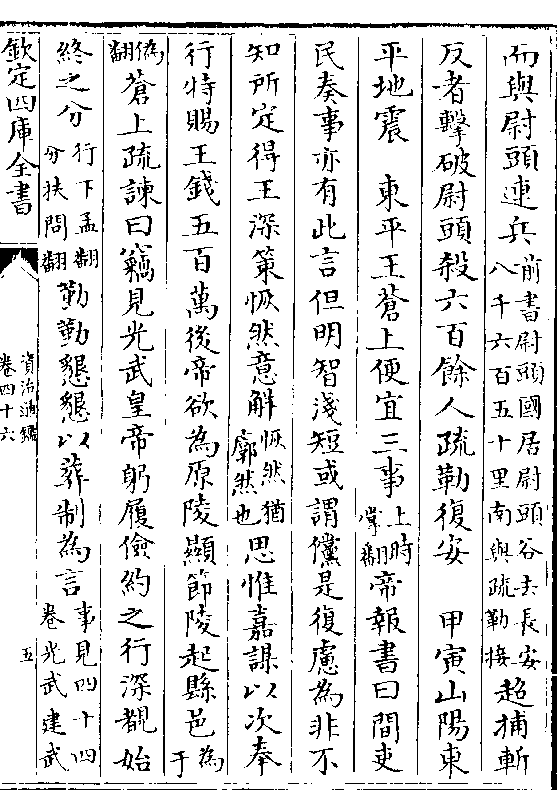 而與尉頭連兵前書尉頭國居尉頭谷去長安八千六百五十里南與疏勒接超捕斬
反者擊破尉頭殺六百餘人疏勒復安 甲寅山陽東
平地震 東平王蒼上便宜三事上時掌翻帝報書曰間吏
民奏事亦有此言但明智淺短或謂儻是復慮為非不
知所定得王深策恢然意解恢然猶廓然也思惟嘉謀以次奉
行特賜王錢五百萬後帝欲為原陵顯節陵起縣邑為于
偽翻蒼上疏諫曰竊見光武皇帝躬履儉約之行深覩始
終之分行下孟翻分扶問翻勤勤懇懇以葬制為言事見四十四卷光武建武
欽定四庫全書
資治通鑑
卷四十六
五